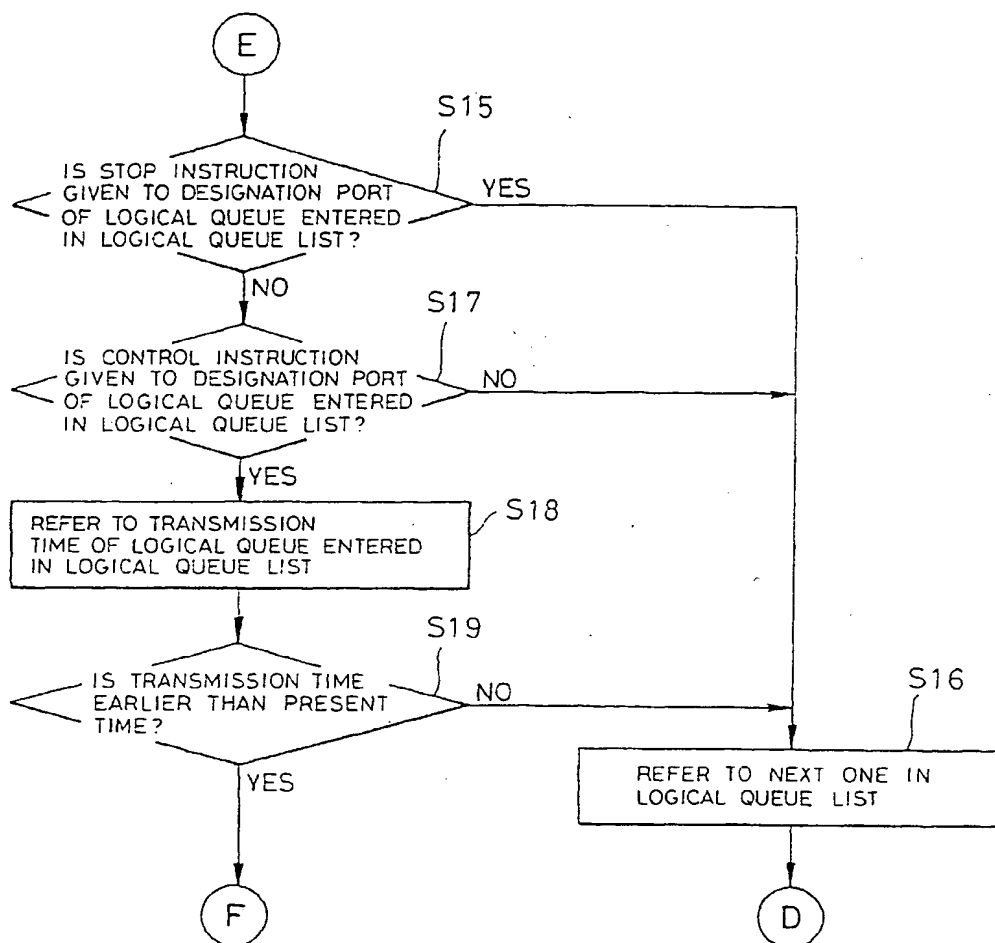 E
S15
IS STOP INSTRUCTION
GIVEN TO DESIGNATION PORT
OF LOGICAL QUEUE ENTERED
IN LOGICAL QUEUE LIST?
YES
NO
S17
IS CONTROL INSTRUCTION
GIVEN TO DESIGNATION PORT
OF LOGICAL QUEUE ENTERED
IN LOGICAL QUEUE LIST?
NO
YES
S18
REFER TO TRANSMISSION
TIME OF LOGICAL QUEUE ENTERED
IN LOGICAL QUEUE LIST
S19
IS TRANSMISSION TIME
EARLIER THAN PRESENT
TIME?
NO
YES
S16
REFER TO NEXT ONE IN
LOGICAL QUEUE LIST
F
D